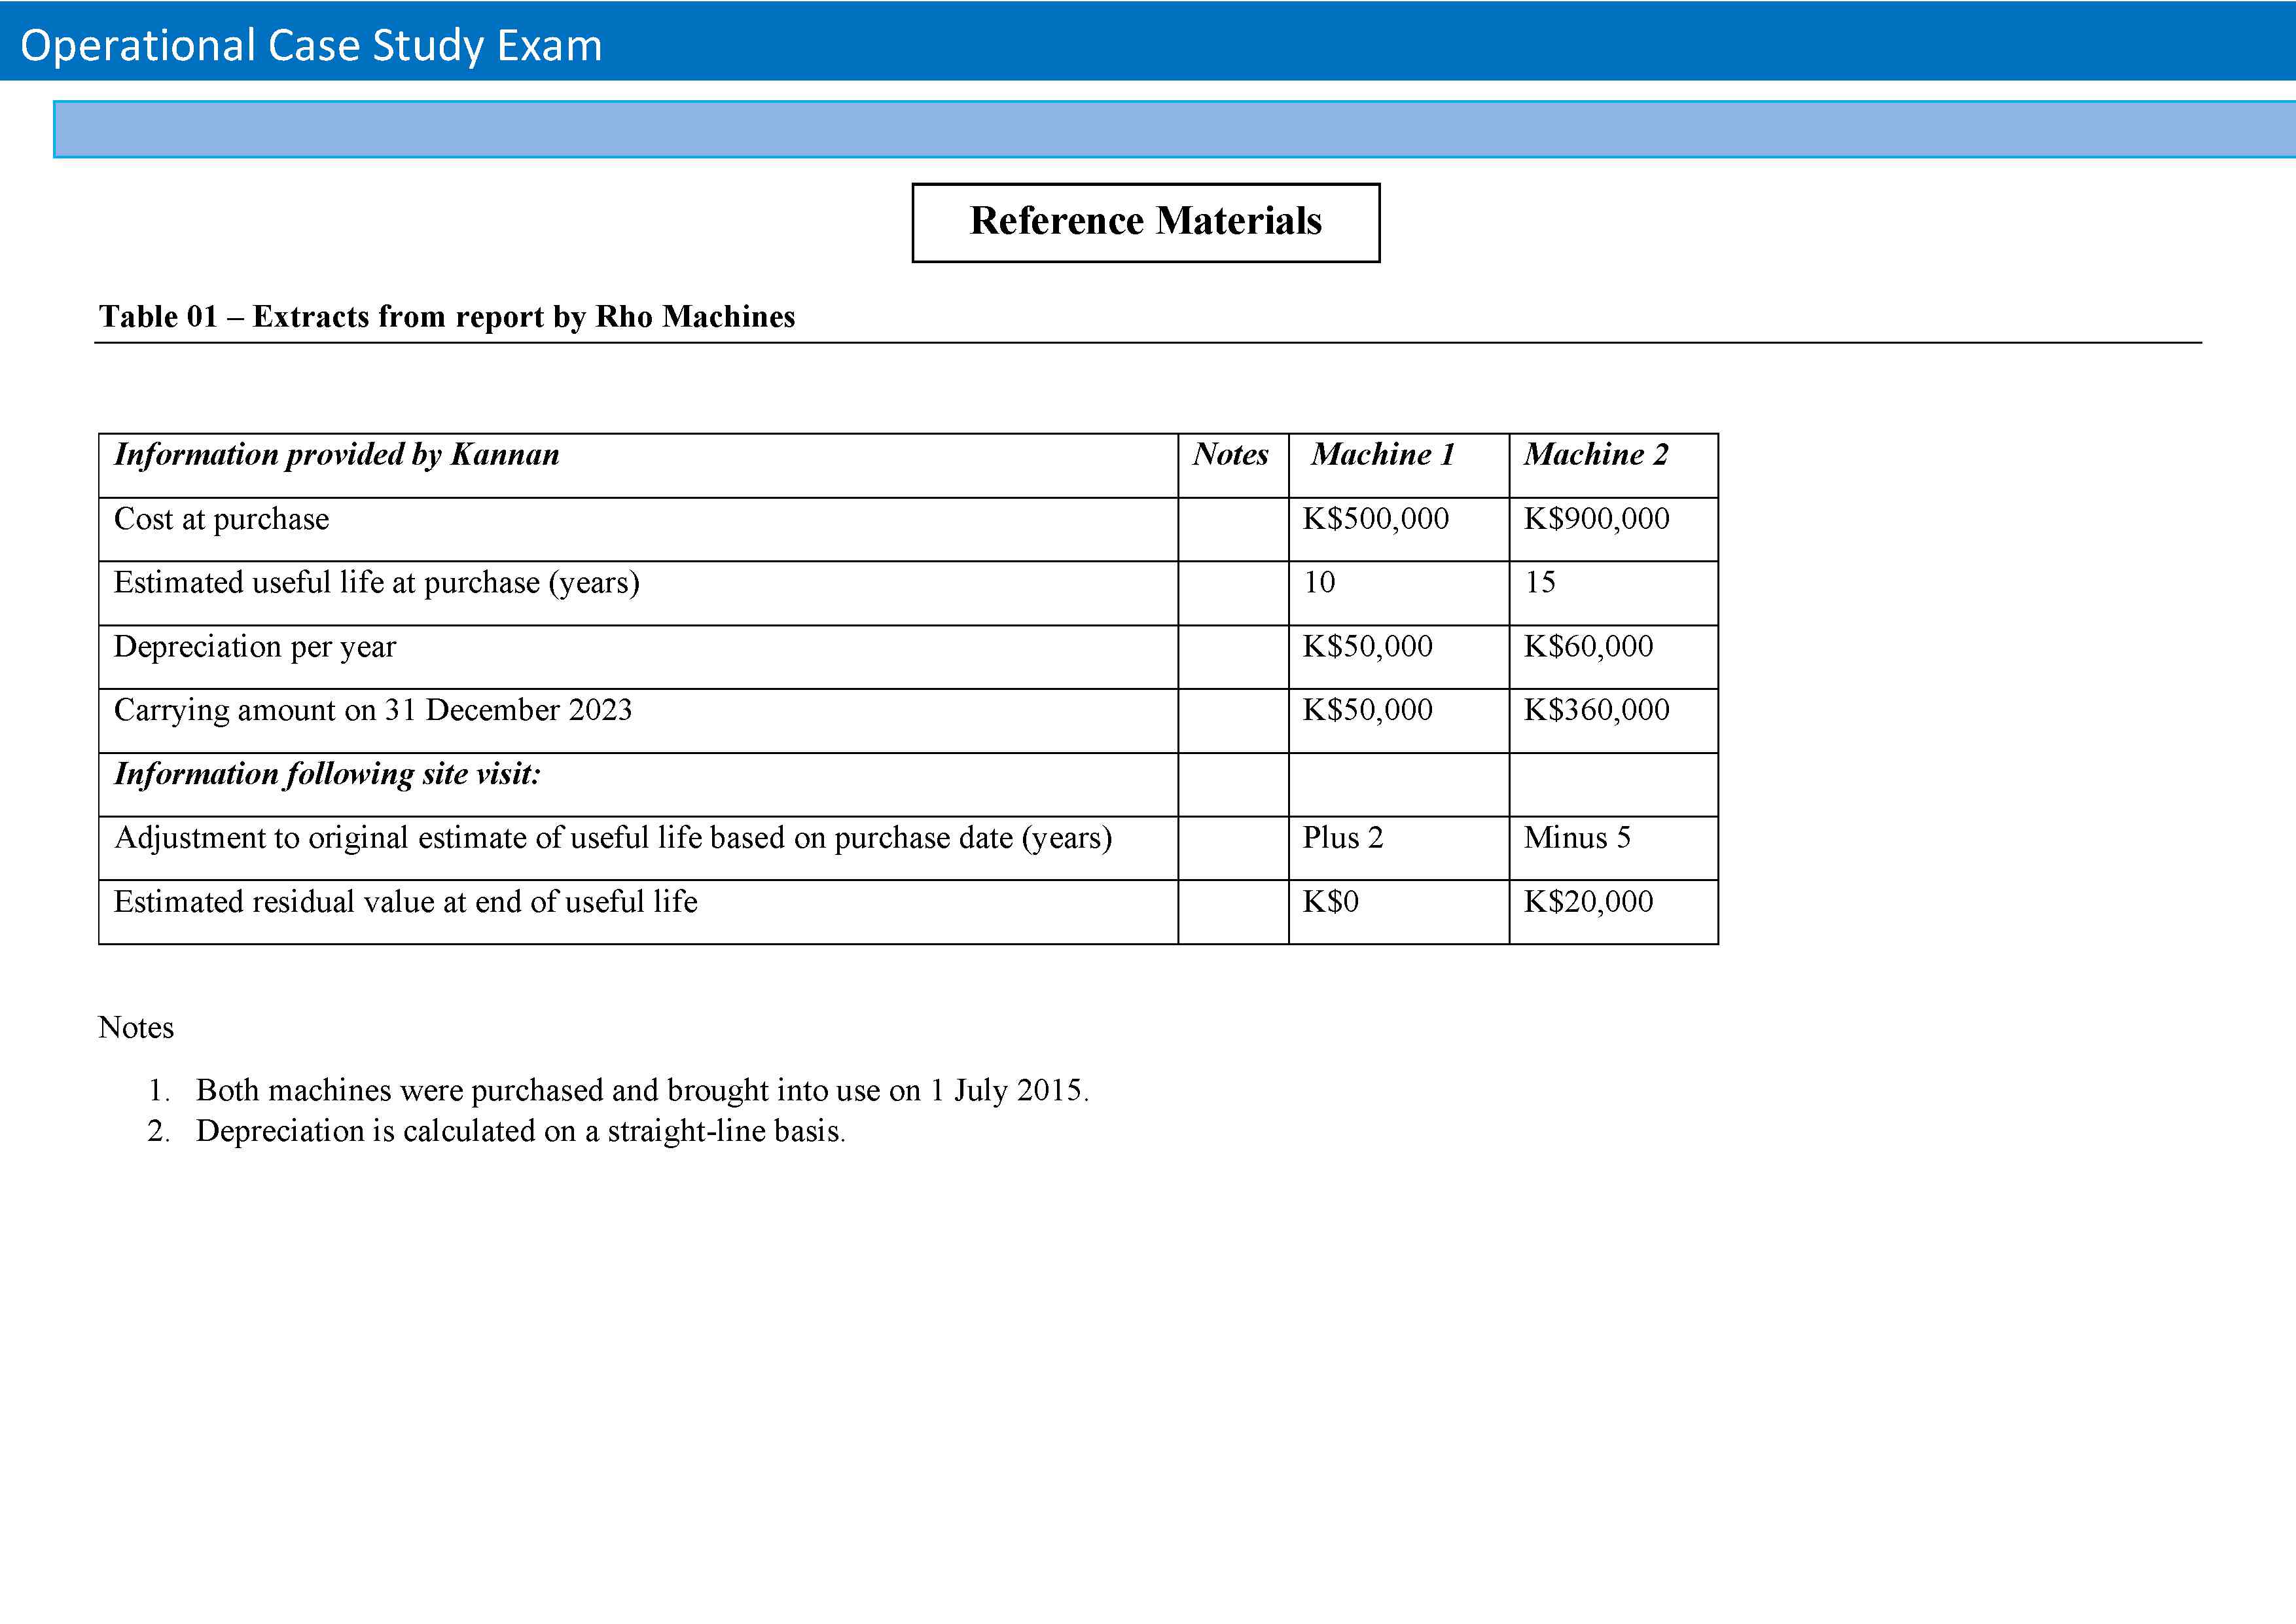 Operational Case Study Exam
Reference Materials
Table 01 – Extracts from report by Rho Machines
Information provided by Kannan Notes Machine 1 Machine 2
Cost at purchase K$500,000 K$900,000
Estimated useful life at purchase (years) 10 15
Depreciation per year K$50,000 K$60,000
Carrying amount on 31 December 2023 K$50,000 K$360,000
Information following site visit:
Adjustment to original estimate of useful life based on purchase date (years) Plus 2 Minus 5
Estimated residual value at end of useful life K$0 K$20,000
Notes
1. Both machines were purchased and brought into use on 1 July 2015.
2. Depreciation is calculated on a straight-line basis.